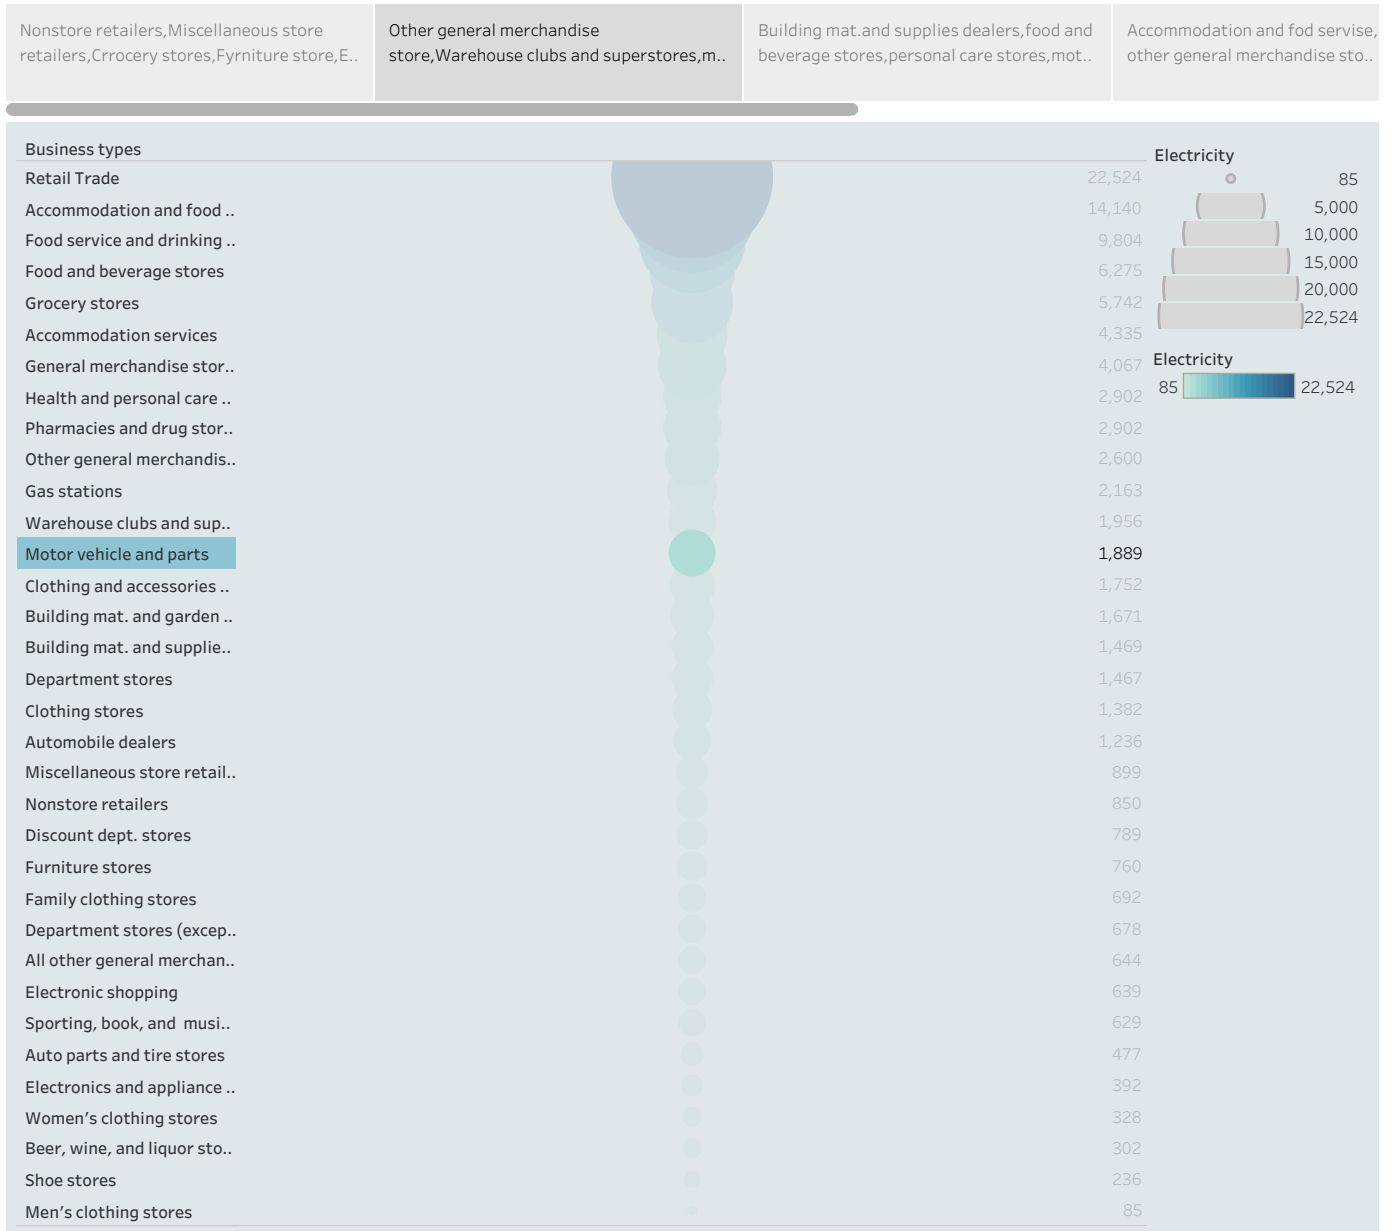 Nonstore retailers,Miscellaneous store
retailers,Crrocery stores,Fyrniture store,E..
Other general merchandise
store,Warehouse clubs and superstores,m..
Building mat.and supplies dealers,food and
beverage stores,personal care stores,mot..
Accommodation and fod servise,
other general merchandise sto..
Business types
Retail Trade 22,524
Accommodation and food .. 14,140
Food service and drinking .. 9,804
Food and beverage stores 6,275
Grocery stores 5,742
Accommodation services 4,335
General merchandise stor.. 4,067
Health and personal care .. 2,902
Pharmacies and drug stor.. 2,902
Other general merchandis.. 2,600
Gas stations 2,163
Warehouse clubs and sup.. 1,956
Motor vehicle and parts 1,889
Clothing and accessories .. 1,752
Building mat. and garden .. 1,671
Building mat. and supplie.. 1,469
Department stores 1,467
Clothing stores 1,382
Automobile dealers 1,236
Miscellaneous store retail.. 899
Nonstore retailers 850
Discount dept. stores 789
Furniture stores 760
Family clothing stores 692
Department stores (excep.. 678
All other general merchan.. 644
Electronic shopping 639
Sporting, book, and  musi.. 629
Auto parts and tire stores 477
Electronics and appliance .. 392
Women's clothing stores 328
Beer, wine, and liquor sto.. 302
Shoe stores 236
Men's clothing stores 85
Electricity
85
5,000
10,000
15,000
20,000
22,524
Electricity
85 22,524